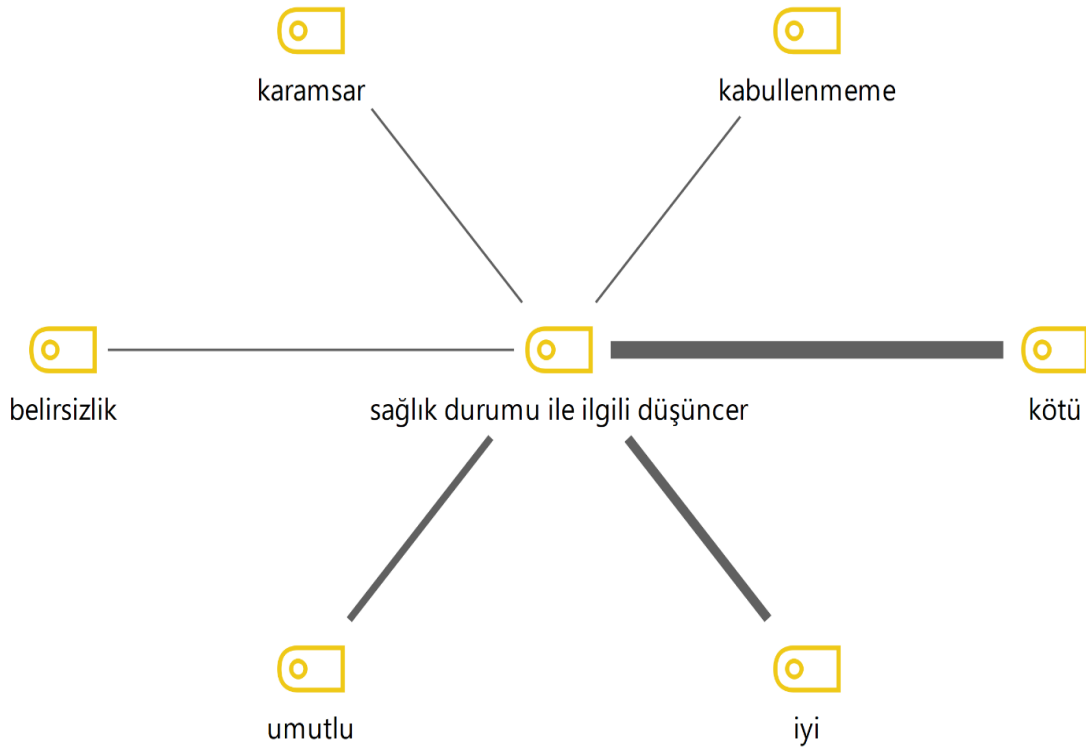 karamsar
kabullenmeme
belirsizlik
sağlık durumu ile ilgili düşüncer
kötü
umutlu
iyi